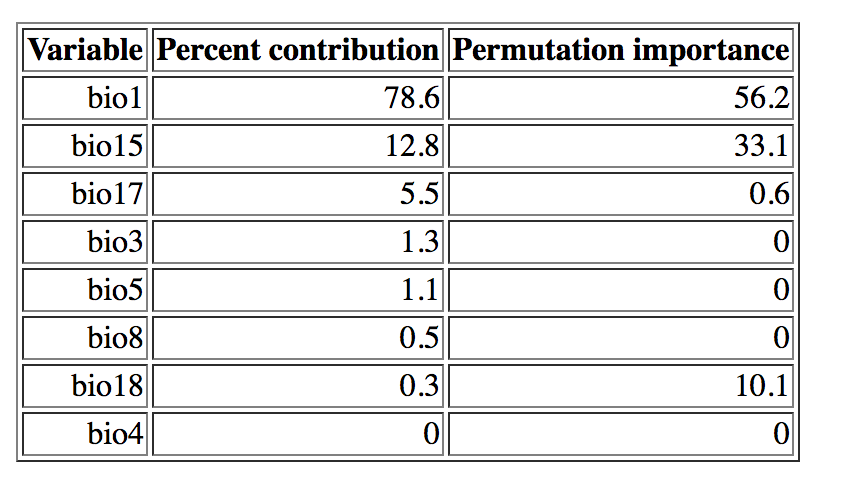 Variable Percent contribution Permutation importance
bio1 78.6 56.2
bio15 12.8 33.1
bio17 5.5 0.6
bio3 1.3 0
bio5 1.1 0
bio8 0.5 0
bio18 0.3 10.1
bio4 0 0